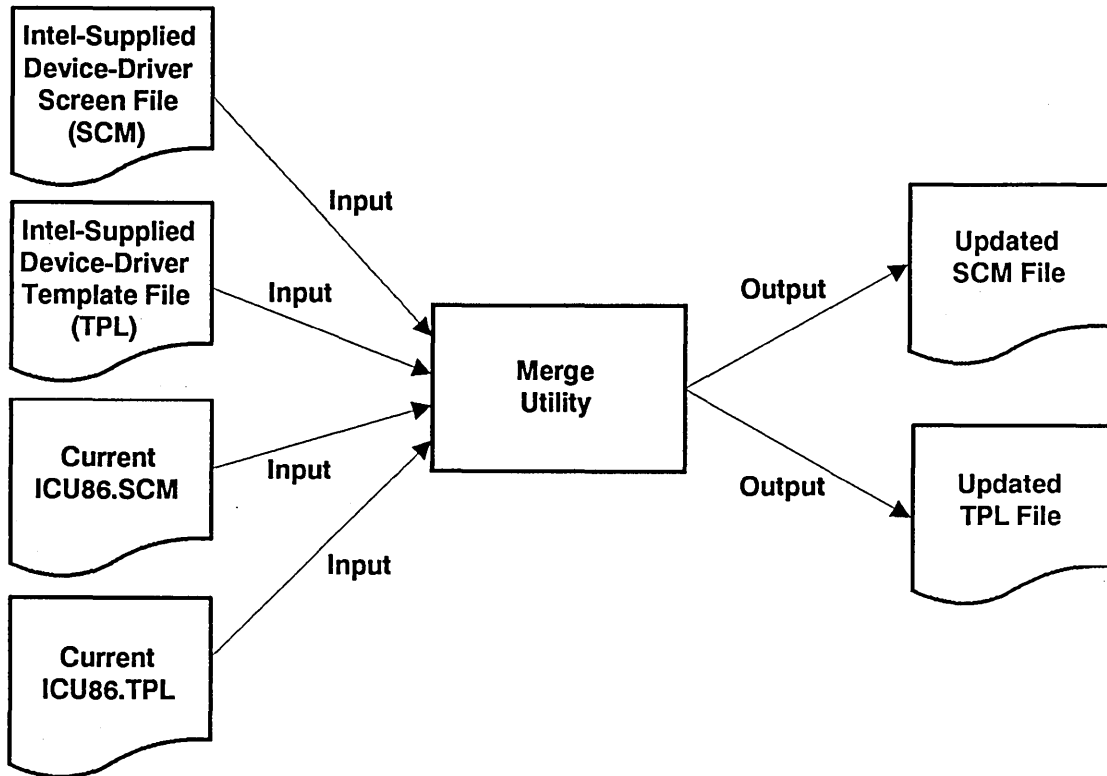 Intel-Supplied
Device-Driver
Screen File
(SCM)
Input
Intel-Supplied
Device-Driver
Template File
(TPL)
Input
Current
ICU86.SCM
Input
Current
ICU86.TPL
Input
Merge
Utility
Output
Updated
SCM File
Output
Updated
TPL File